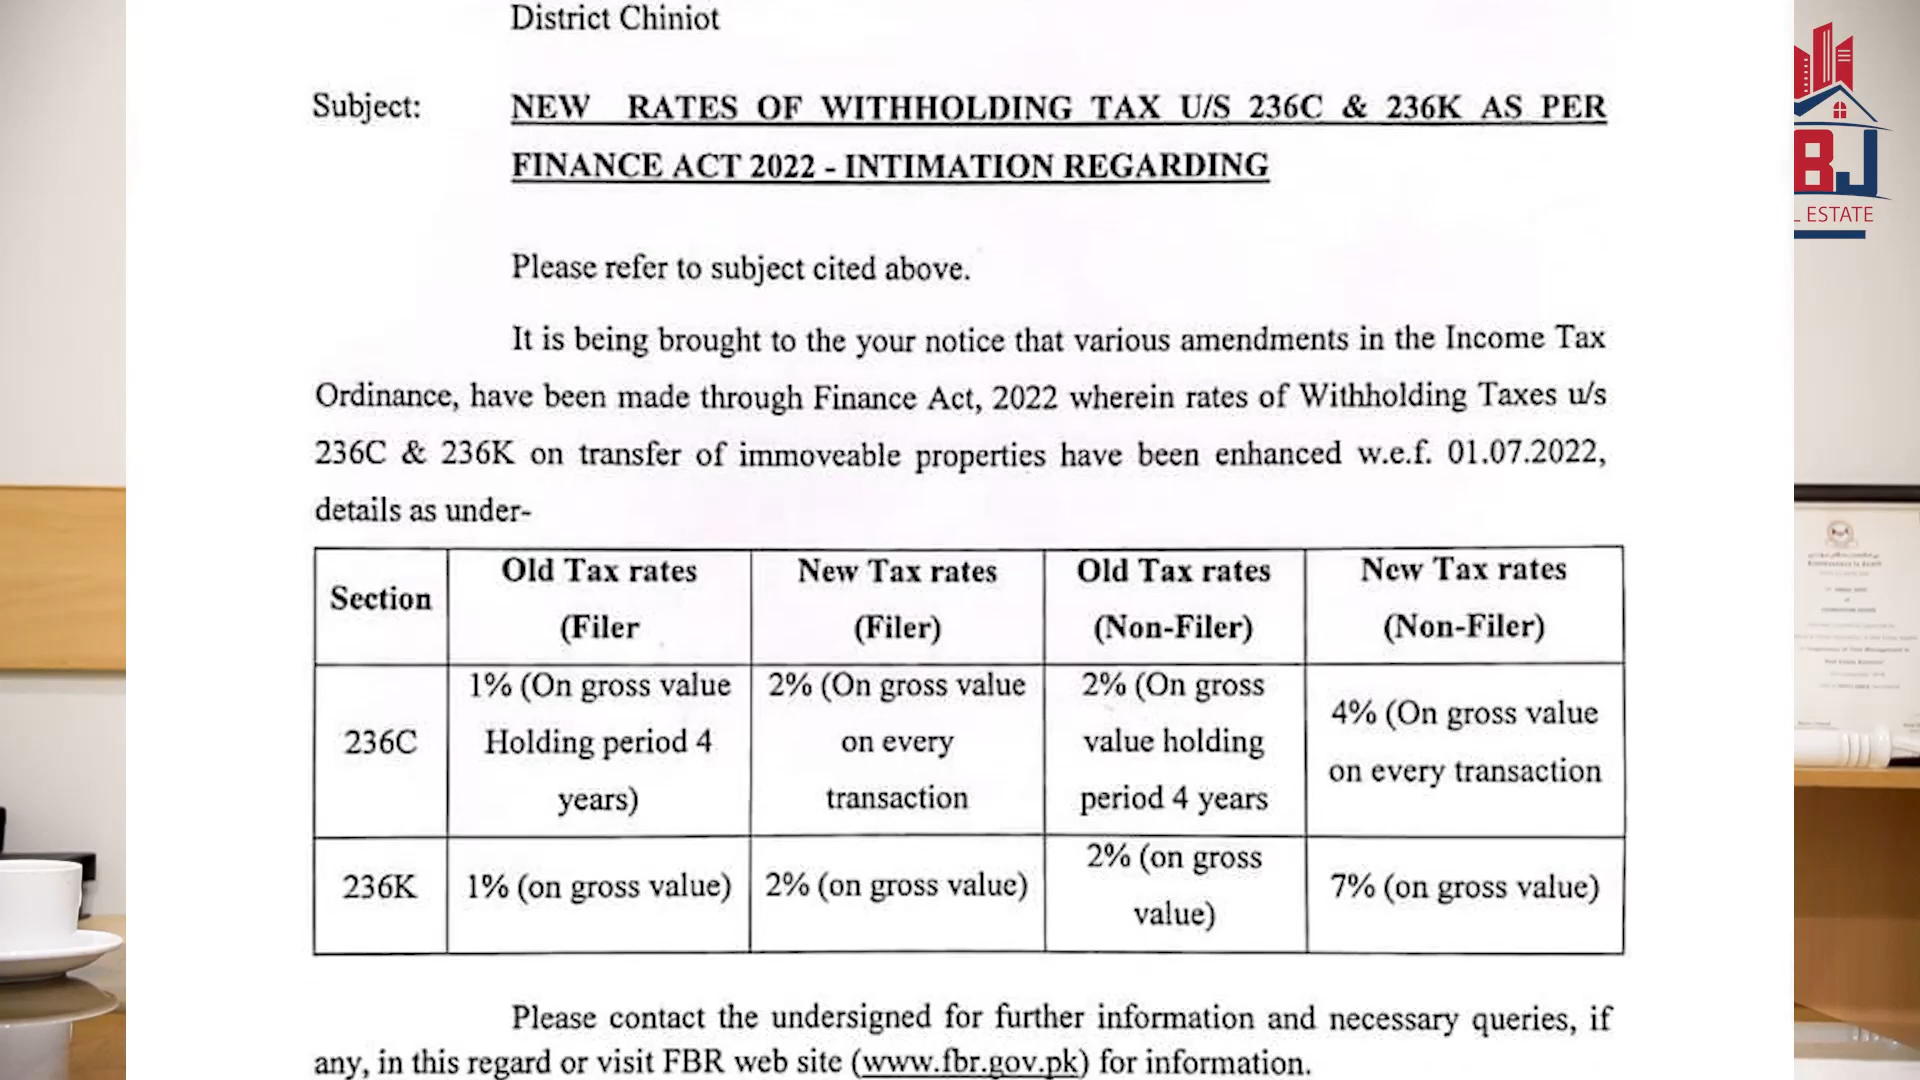 District Chiniot
Subject: NEW RATES OF WITHHOLDING TAX U/S 236C & 236K AS PER
FINANCE ACT 2022 - INTIMATION REGARDING
Please refer to subject cited above.
It is being brought to the your notice that various amendments in the Income Tax
Ordinance, have been made through Finance Act, 2022 wherein rates of Withholding Taxes u/s
236C & 236K on transfer of immoveable properties have been enhanced w.e.f. 01.07.2022,
details as under-
Section
Old Tax rates
(Filer
New Tax rates
(Filer)
Old Tax rates
(Non-Filer)
New Tax rates
(Non-Filer)
236C
1% (On gross value
Holding period 4
years)
2% (On gross value
on every
transaction
2% (On gross
value holding
period 4 years
4% (On gross value
on every transaction
236K
1% (on gross value)
2% (on gross value)
2% (on gross
value)
7% (on gross value)
Please contact the undersigned for further information and necessary queries, if
any, in this regard or visit FBR web site (www.fbr.gov.pk) for information.
BJ
L ESTATE